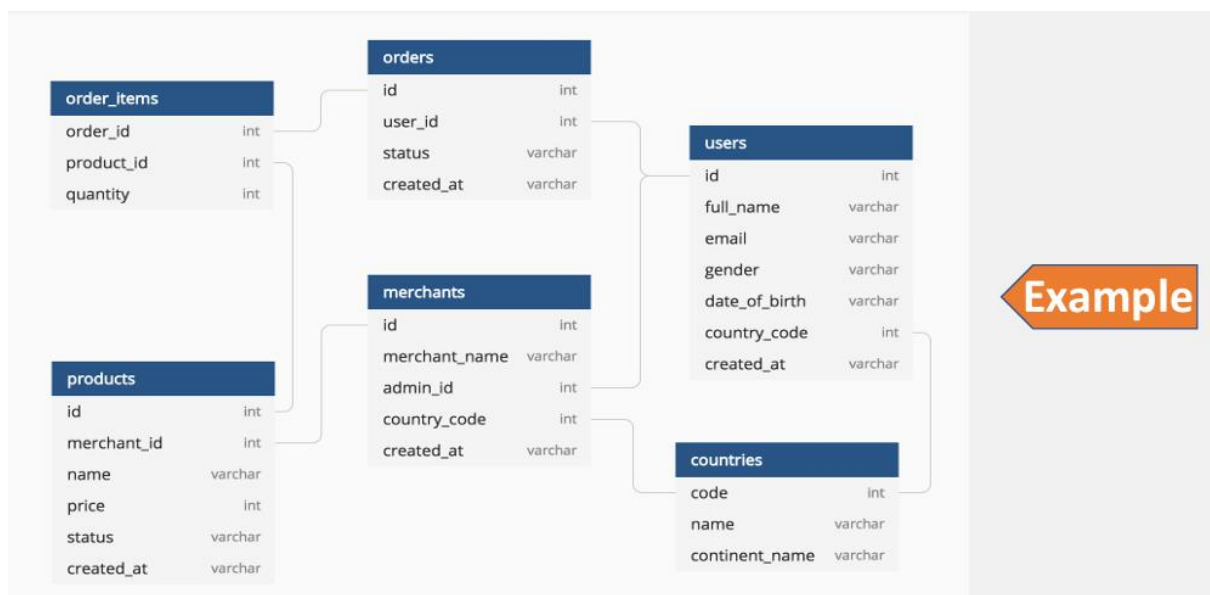 order_items
order_id int
product_id int
quantity int
orders
id int
user_id int
status varchar
created_at varchar
users
id int
full_name varchar
email varchar
gender varchar
date_of_birth varchar
country_code int
created_at varchar
merchants
id int
merchant_name varchar
admin_id int
country_code int
created_at varchar
products
id int
merchant_id int
name varchar
price int
status varchar
created_at varchar
countries
code int
name varchar
continent_name varchar
Example